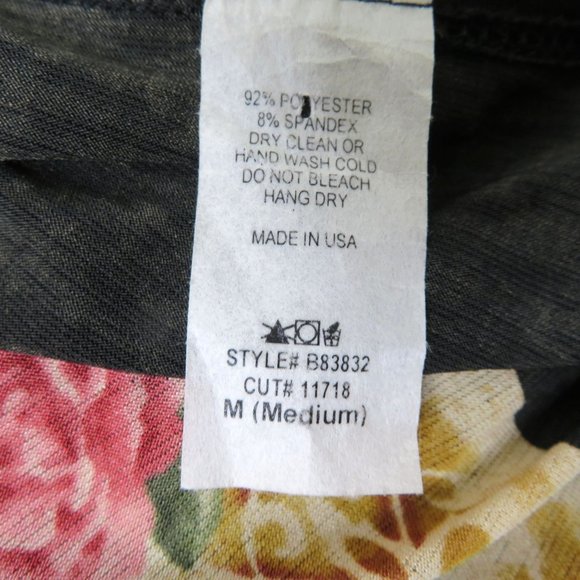 92% POLYESTER
8% SPANDEX
DRY CLEAN OR
HAND WASH COLD
DO NOT BLEACH
HANG DRY
MADE IN USA
STYLE# B83832
CUT# 11718
M (Medium)